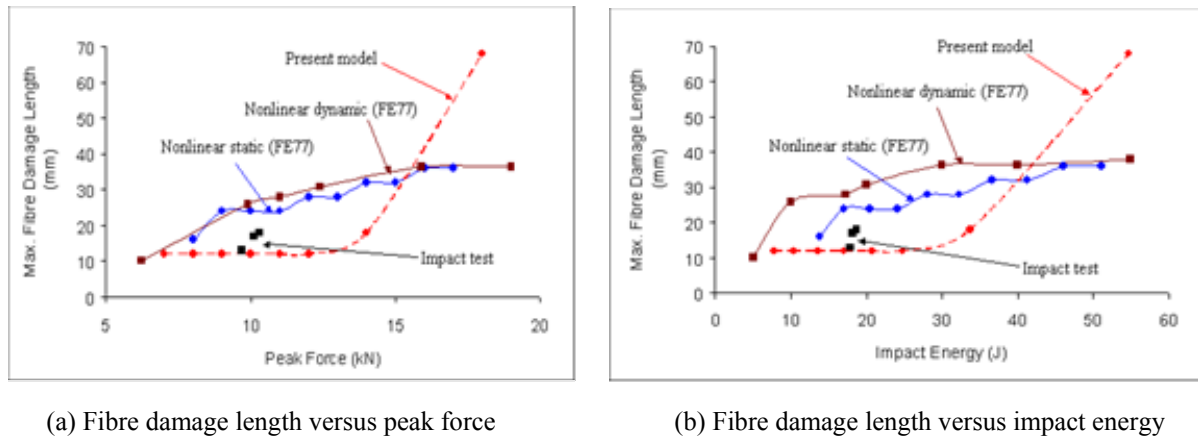 70
60
50
40
30
20
10
0
Max. Fibre Damage Length
(mm)
Present model
Nonlinear dynamic (FE77)
Nonlinear static (FE77)
Impact test
5
10
15
20
Peak Force (kN)
70
60
50
40
30
20
10
0
Max. Fibre Damage Length
(mm)
Present model
Nonlinear dynamic (FE77)
Nonlinear static (FE77)
Impact test
0
10
20
30
40
50
60
Impact Energy (J)
(a) Fibre damage length versus peak force
(b) Fibre damage length versus impact energy